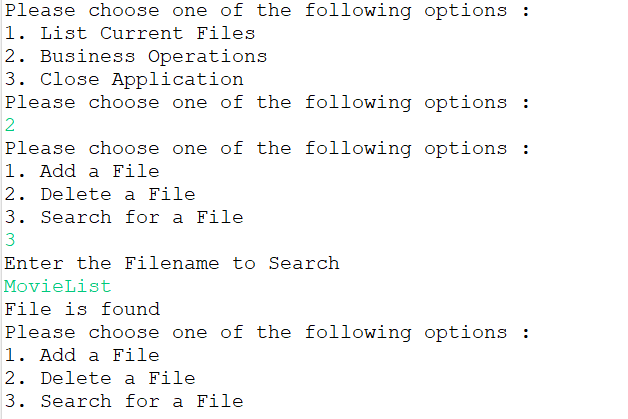 Please choose one of the following options :
1. List Current Files
2. Business Operations
3. Close Application
Please choose one of the following options :
2
Please choose one of the following options :
1. Add a File
2. Delete a File
3. Search for a File
3
Enter the Filename to Search
MovieList
File is found
Please choose one of the following options :
1. Add a File
2. Delete a File
3. Search for a File